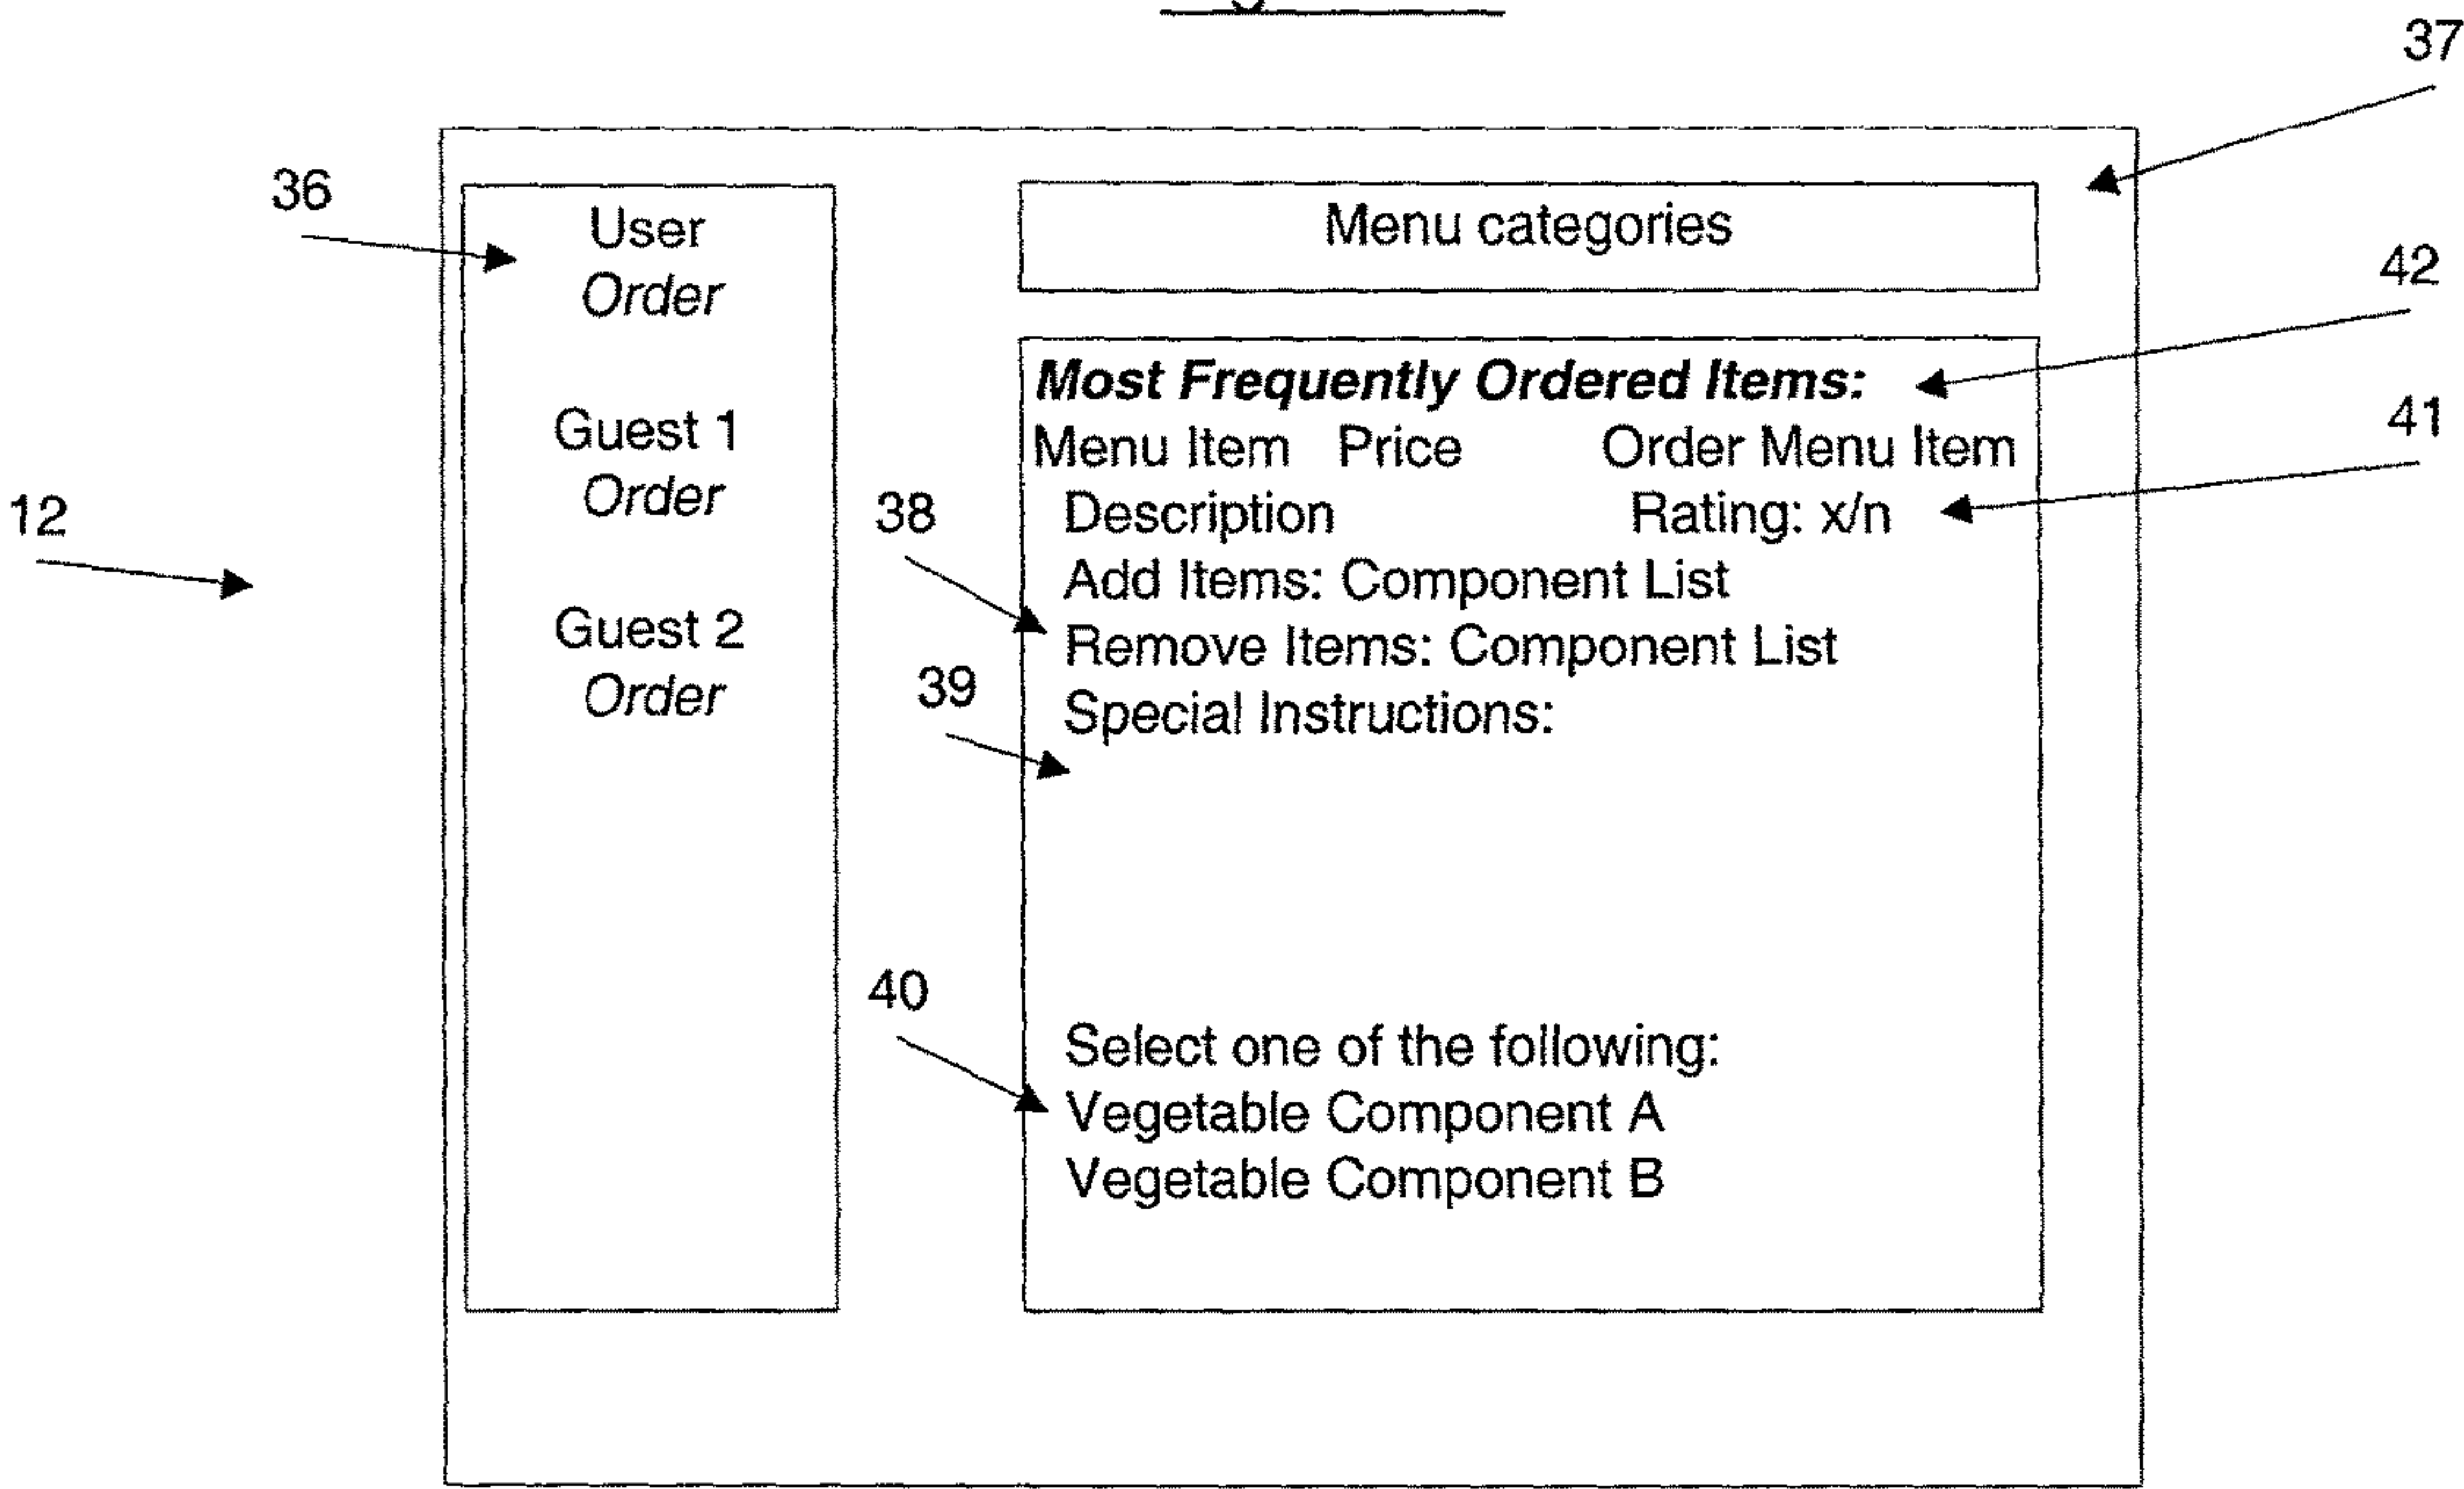 37
36
User
Order
Menu categories
42
Most Frequently Ordered Items:
Menu Item Price Order Menu Item
41
Guest 1
Order
12
38
Description Rating: x/n
Add Items: Component List
Guest 2
Order
Remove Items: Component List
39
Special Instructions:
40
Select one of the following:
Vegetable Component A
Vegetable Component B